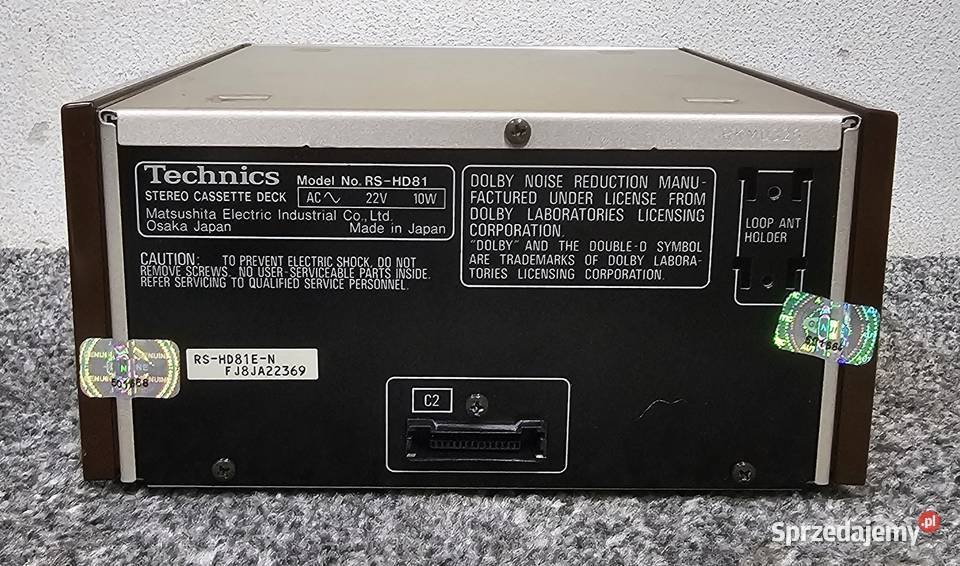 Technics
Model No. RS-HD81
STEREO CASSETTE DECK
AC 22V 10W
Matsushita Electric Industrial Co., Ltd.
Osaka Japan
Made in Japan
DOLBY NOISE REDUCTION MANU-
FACTURED UNDER LICENSE FROM
DOLBY LABORATORIES LICENSING
CORPORATION.
"DOLBY" AND THE DOUBLE-D SYMBOL
ARE TRADEMARKS OF DOLBY LABORA-
TORIES LICENSING CORPORATION.
LOOP ANT
HOLDER
CAUTION: TO PREVENT ELECTRIC SHOCK, DO NOT
REMOVE SCREWS. NO USER-SERVICEABLE PARTS INSIDE.
REFER SERVICING TO QUALIFIED SERVICE PERSONNEL.
RS-HD81E-N
FJ8JA22369
GENUINE
C2
Sprzedajemy.pl